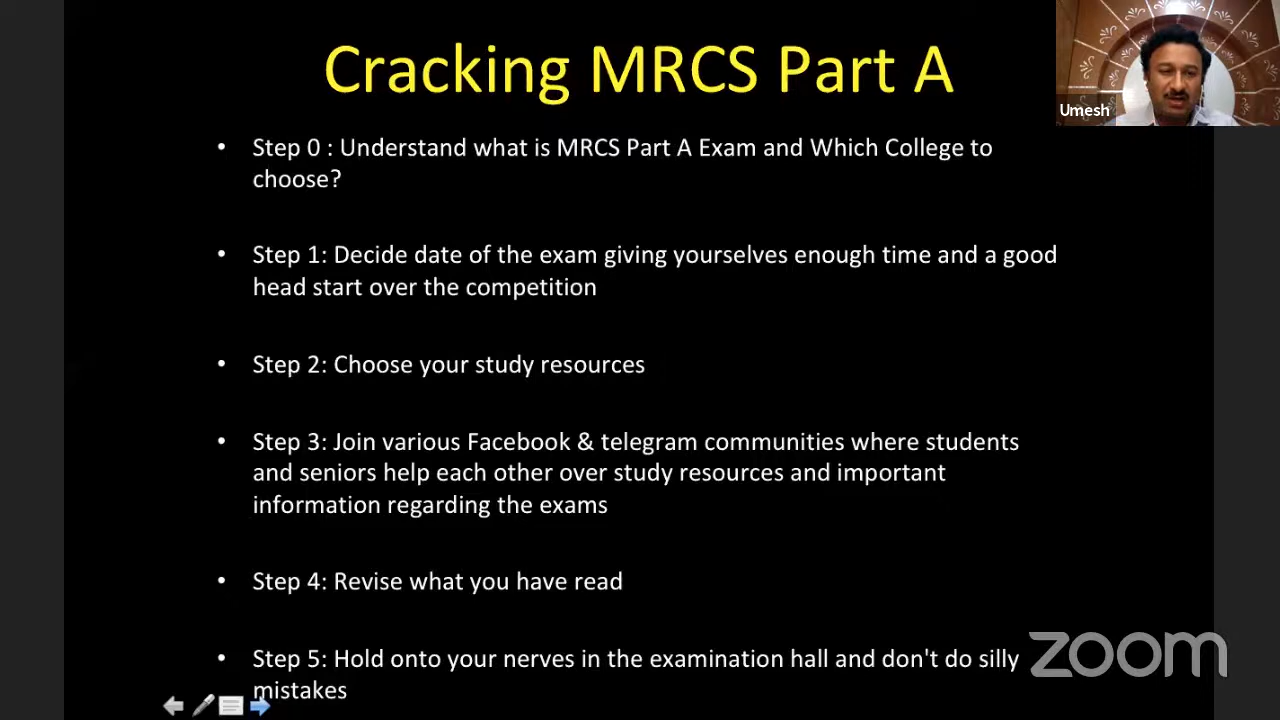 Cracking MRCS Part A
Umesh
• Step 0 : Understand what is MRCS Part A Exam and Which College to
choose?
• Step 1: Decide date of the exam giving yourselves enough time and a good
head start over the competition
• Step 2: Choose your study resources
• Step 3: Join various Facebook & telegram communities where students
and seniors help each other over study resources and important
information regarding the exams
• Step 4: Revise what you have read
• Step 5: Hold onto your nerves in the examination hall and don't do silly
mistakes
zoom